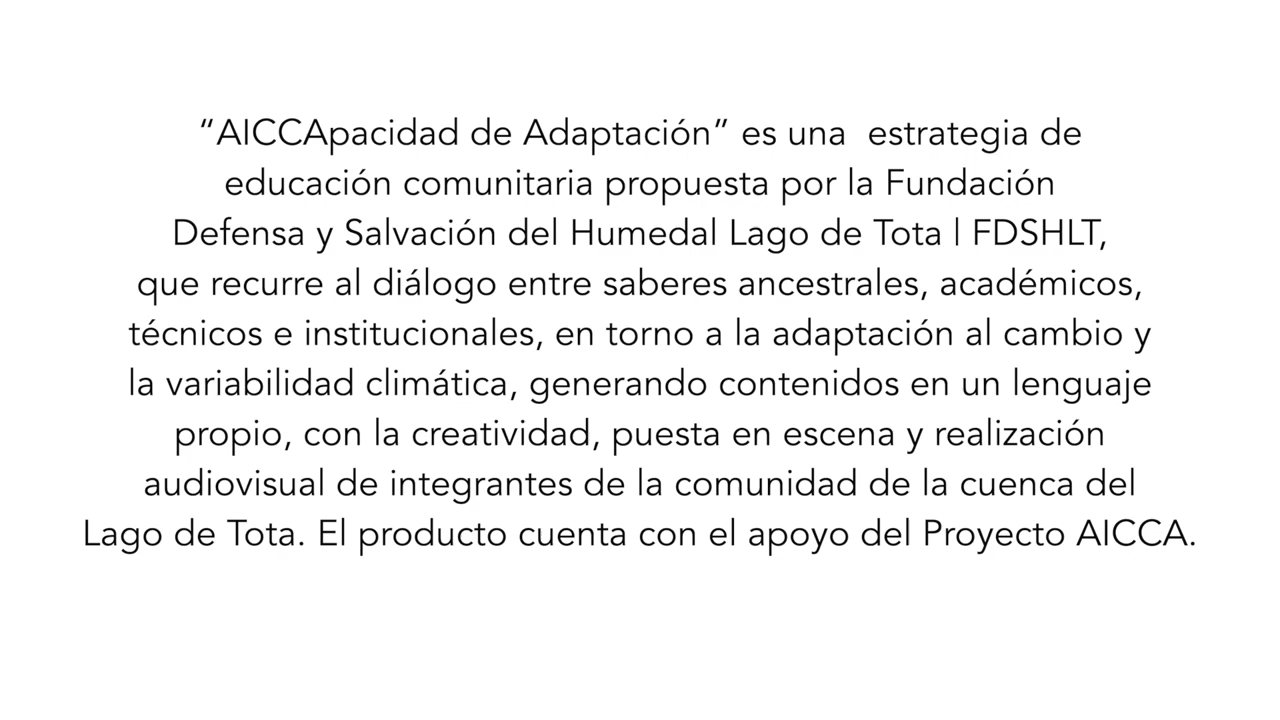 “AICCApacidad de Adaptación” es una  estrategia de
educación comunitaria propuesta por la Fundación
Defensa y Salvación del Humedal Lago de Tota | FDSHLT,
que recurre al diálogo entre saberes ancestrales, académicos,
técnicos e institucionales, en torno a la adaptación al cambio y
la variabilidad climática, generando contenidos en un lenguaje
propio, con la creatividad, puesta en escena y realización
audiovisual de integrantes de la comunidad de la cuenca del
Lago de Tota. El producto cuenta con el apoyo del Proyecto AICCA.